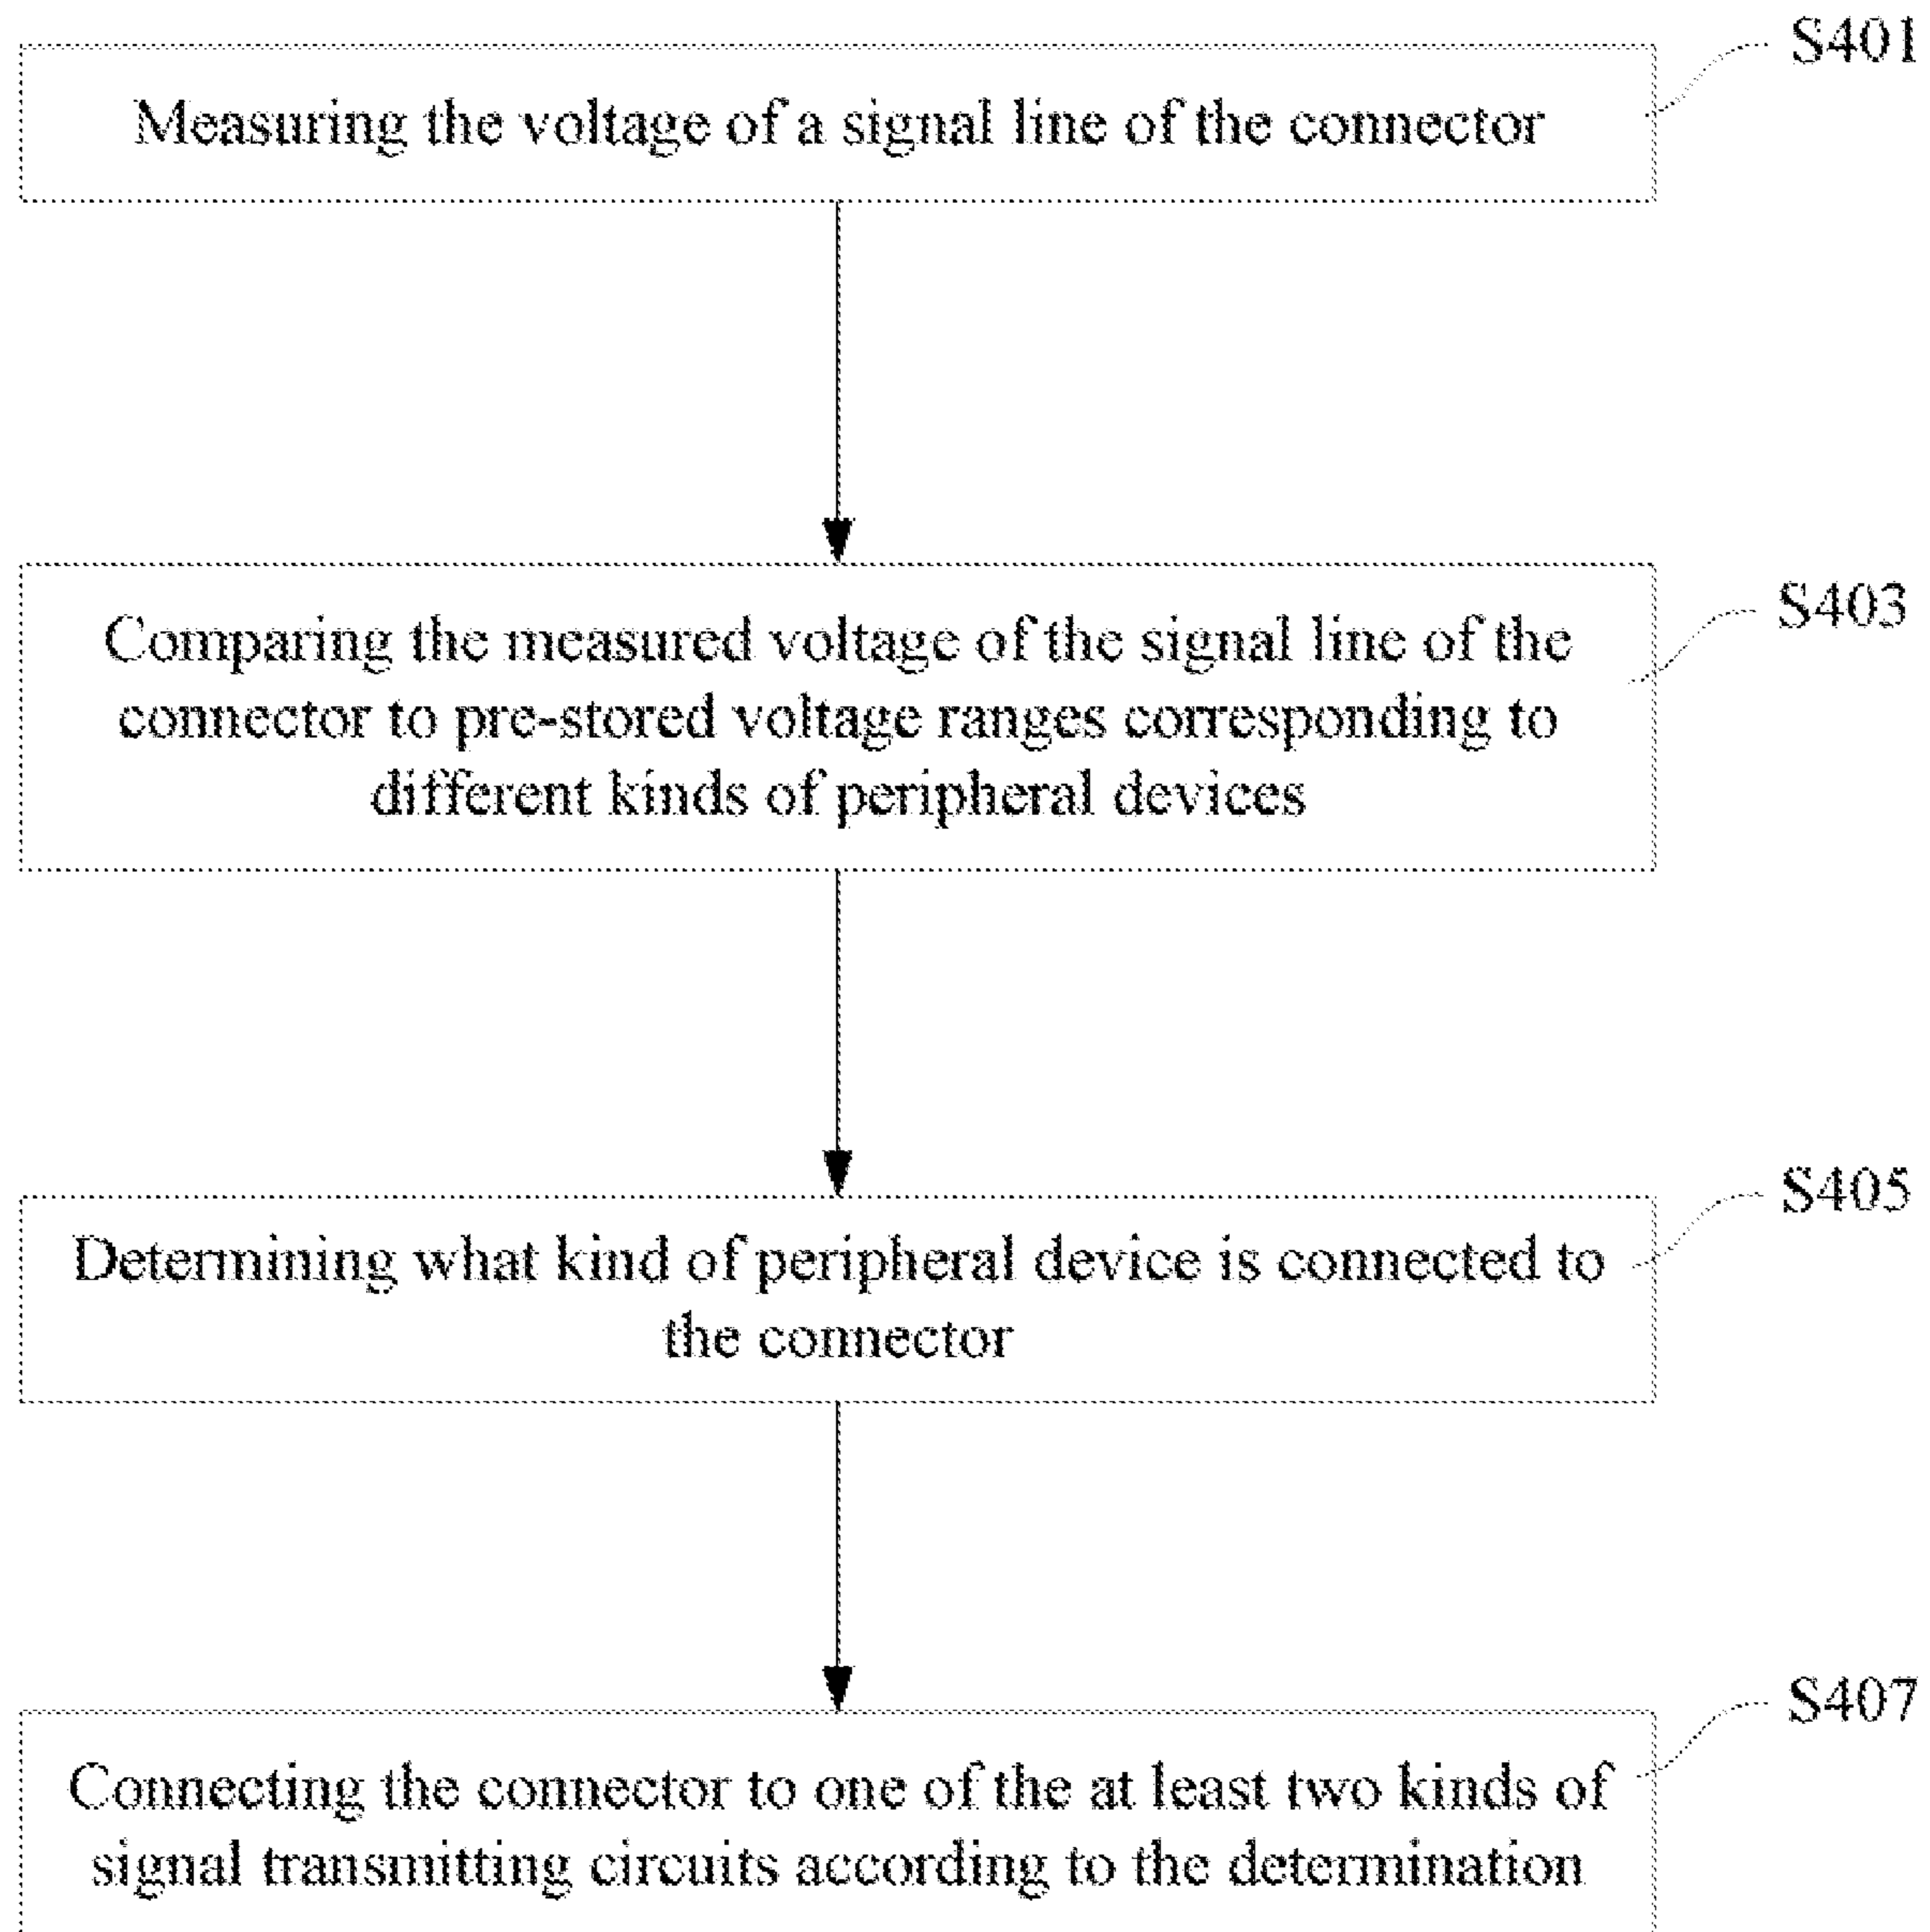 S401
Measuring the voltage of a signal line of the connector
S403
Comparing the measured voltage of the signal line of the
connector to pre-stored voltage ranges corresponding to
different kinds of peripheral devices
S405
Determining what kind of peripheral device is connected to
the connector
S407
Connecting the connector to one of the at least two kinds of
signal transmitting circuits according to the determination